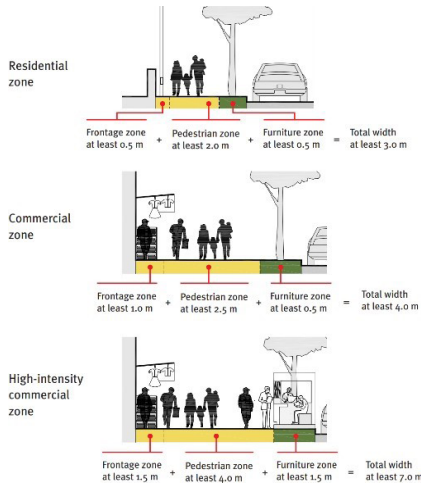 Residential
zone
Frontage zone
at least 0.5 m
+
Pedestrian zone
at least 2.0 m
+
Furniture zone
at least 0.5 m
=
Total width
at least 3.0 m
Commercial
zone
Frontage zone
at least 1.0 m
+
Pedestrian zone
at least 2.5 m
+
Furniture zone
at least 0.5 m
=
Total width
at least 4.0 m
High-intensity
commercial
zone
Frontage zone
at least 1.5 m
+
Pedestrian zone
at least 4.0 m
+
Furniture zone
at least 1.5 m
=
Total width
at least 7.0 m